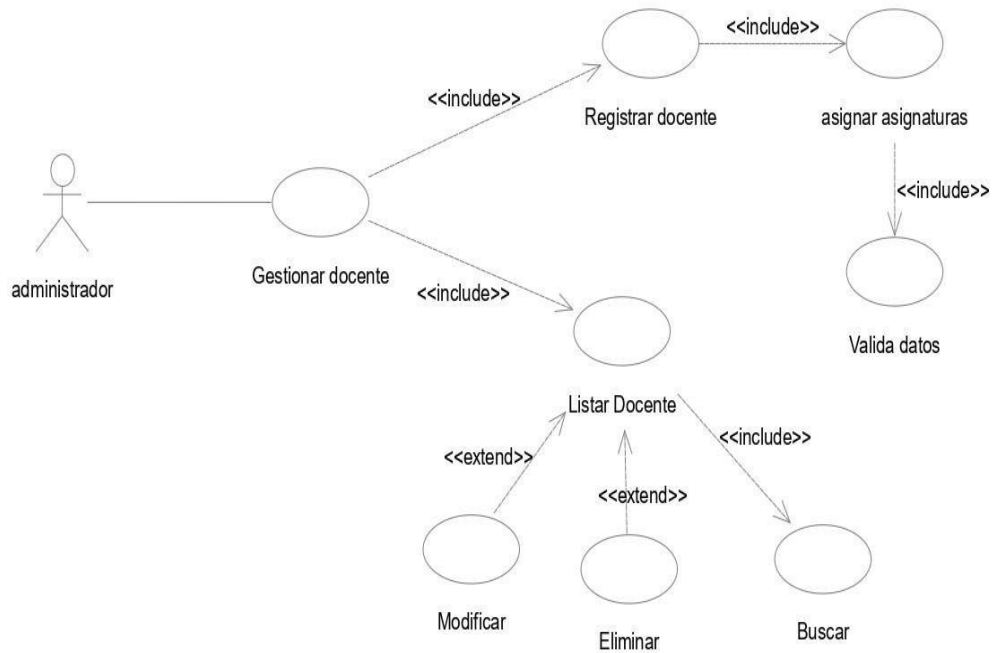 <<include>>
<<include>>
Registrar docente
asignar asignaturas
<<include>>
administrador
Gestionar docente
<<include>>
Valida datos
Listar Docente
<<include>>
<<extend>>
<<extend>>
Modificar
Eliminar
Buscar